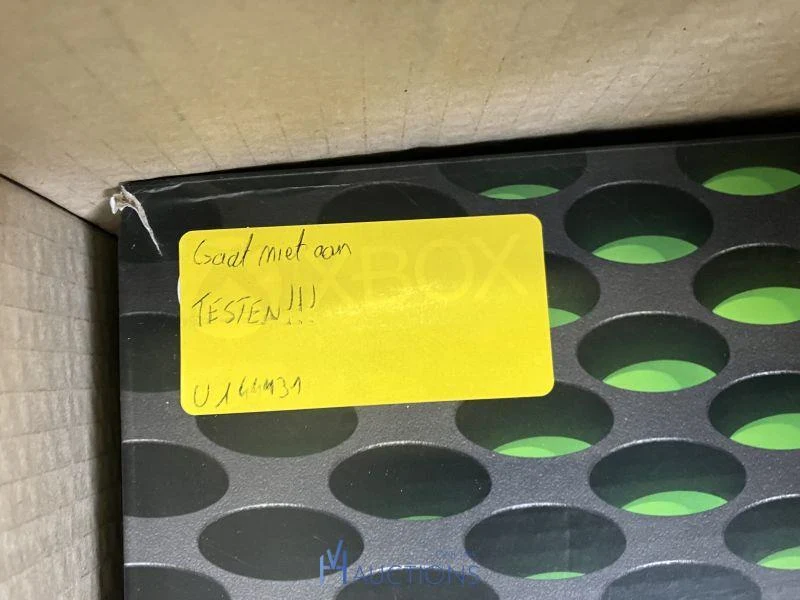 Gaat niet aan
XBOX
TESTEN!!!
AUCTIONS